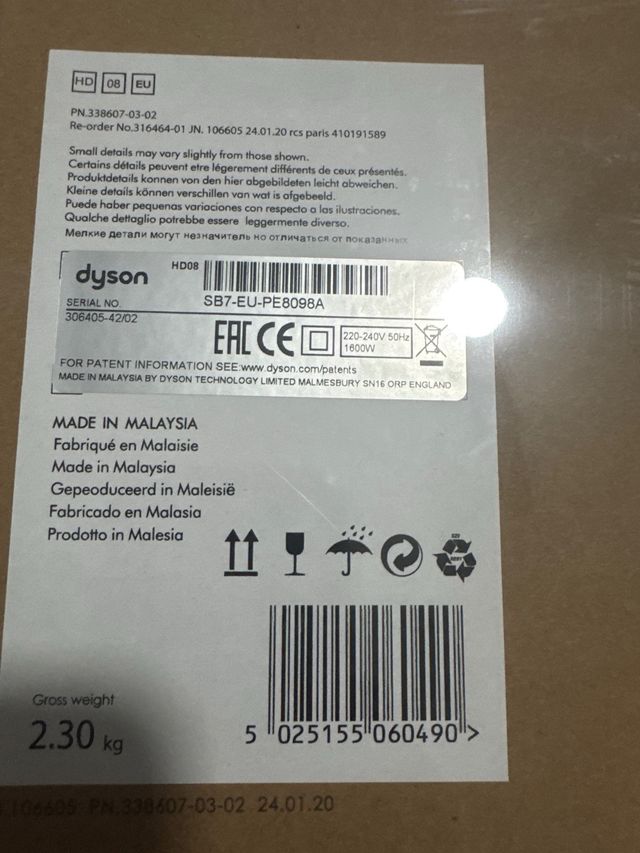 HD 08 EU
PN.338607-03-02
Re-order No.316464-01 JN. 106605 24.01.20 rcs paris 410191589
Small details may vary slightly from those shown.
Certains détails peuvent etre légerement différents de ceux présentés.
Produktdetails konnen von den hier abgebildeten leicht abweichen.
Kleine details können verschillen van wat is afgebeeld.
Puede haber pequenas variaciones con respecto a las ilustraciones.
Qualche dettaglio potrebbe essere leggermente diverso.
Мелкие детали могут незначитель но отличаться от показанных
dyson HD08
SB7-EU-PE8098A
SERIAL NO.
306405-42/02
EAC CE 220-240V 50Hz
1600W
FOR PATENT INFORMATION SEE:www.dyson.com/patents
MADE IN MALAYSIA BY DYSON TECHNOLOGY LIMITED MALMESBURY SN16 ORP ENGLAND
MADE IN MALAYSIA
Fabriqué en Malaisie
Made in Malaysia
Gepeoduceerd in Maleisië
Fabricado en Malasia
Prodotto in Malesia
Gross weight
2.30 kg
5 025155 060490 >
106605 PN.338607-03-02 24.01.20